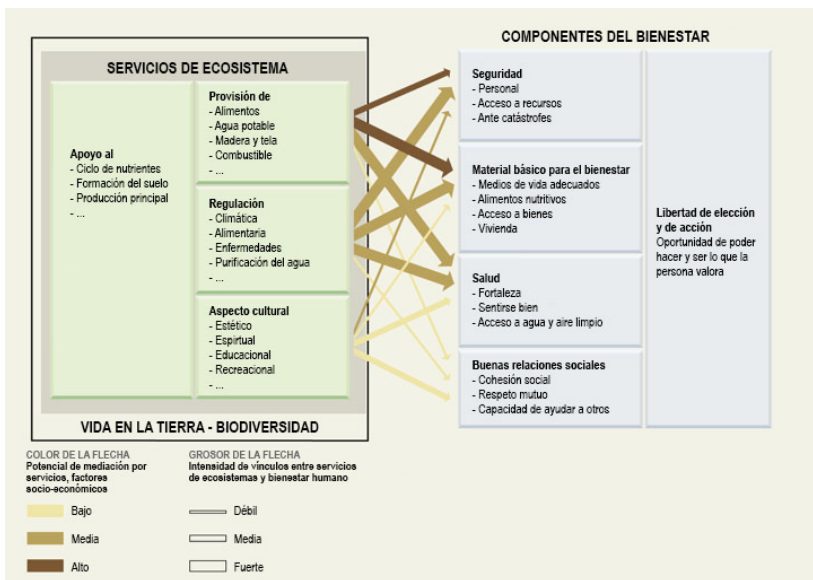 SERVICIOS DE ECOSISTEMA
Apoyo al
- Ciclo de nutrientes
- Formación del suelo
- Producción principal
- ...
Provisión de
- Alimentos
- Agua potable
- Madera y tela
- Combustible
- ...
Regulación
- Climática
- Alimentaria
- Enfermedades
- Purificación del agua
- ...
Aspecto cultural
- Estético
- Espirtual
- Educacional
- Recreacional
- ...
VIDA EN LA TIERRA - BIODIVERSIDAD
COMPONENTES DEL BIENESTAR
Seguridad
- Personal
- Acceso a recursos
- Ante catástrofes
Material básico para el bienestar
- Medios de vida adecuados
- Alimentos nutritivos
- Acceso a bienes
- Vivienda
Salud
- Fortaleza
- Sentirse bien
- Acceso a agua y aire limpio
Buenas relaciones sociales
- Cohesión social
- Respeto mutuo
- Capacidad de ayudar a otros
Libertad de elección
y de acción
Oportunidad de poder
hacer y ser lo que la
persona valora
COLOR DE LA FLECHA
Potencial de mediación por
servicios, factores
socio-económicos
Bajo
Media
Alto
GROSOR DE LA FLECHA
Intensidad de vínculos entre servicios
de ecosistemas y bienestar humano
Débil
Media
Fuerte